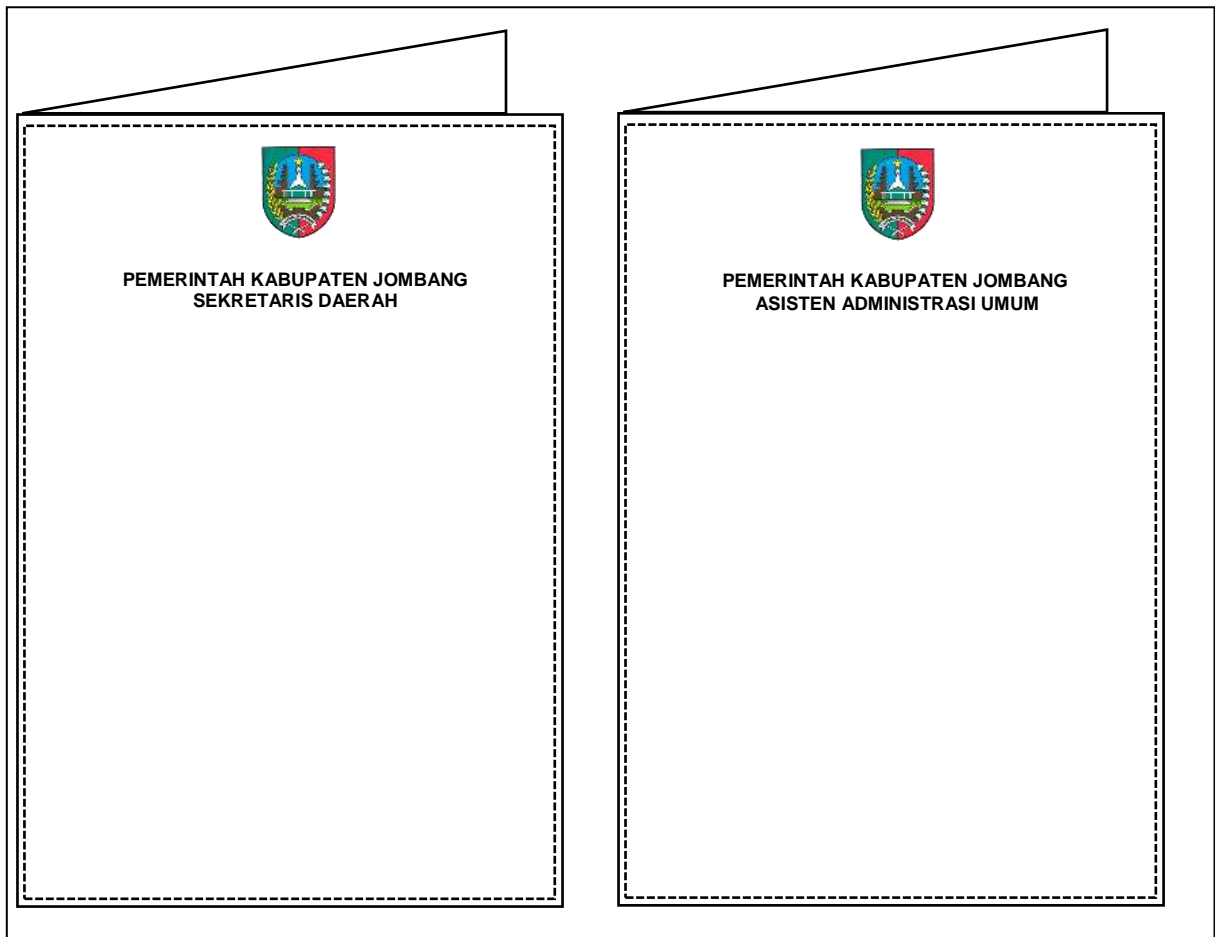 PEMERINTAH KABUPATEN JOMBANG
SEKRETARIS DAERAH
PEMERINTAH KABUPATEN JOMBANG
ASISTEN ADMINISTRASI UMUM